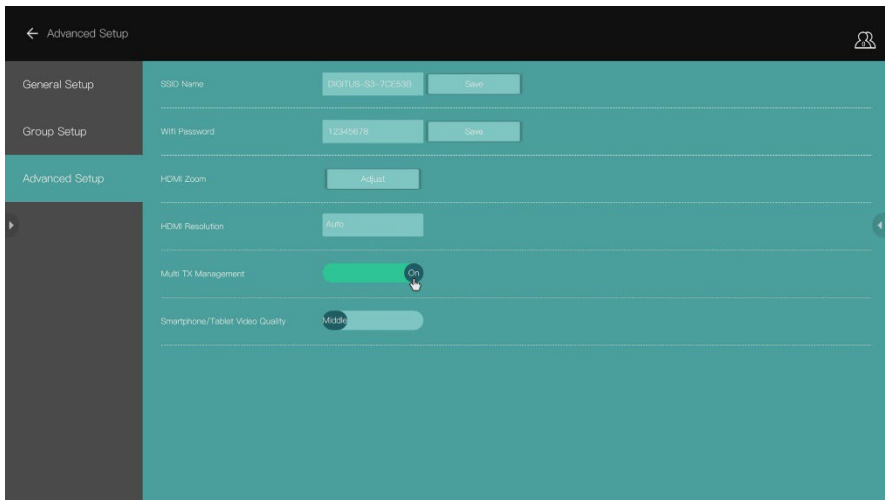 Advanced Setup
General Setup
Group Setup
Advanced Setup
SSID Name
DIGITUS-S3-7CE53B
Save
Wifi Password
12345678
Save
HDMI Zoom
Adjust
HDMI Resolution
Auto
Multi TX Management
On
Smartphone/Tablet Video Quality
Middle